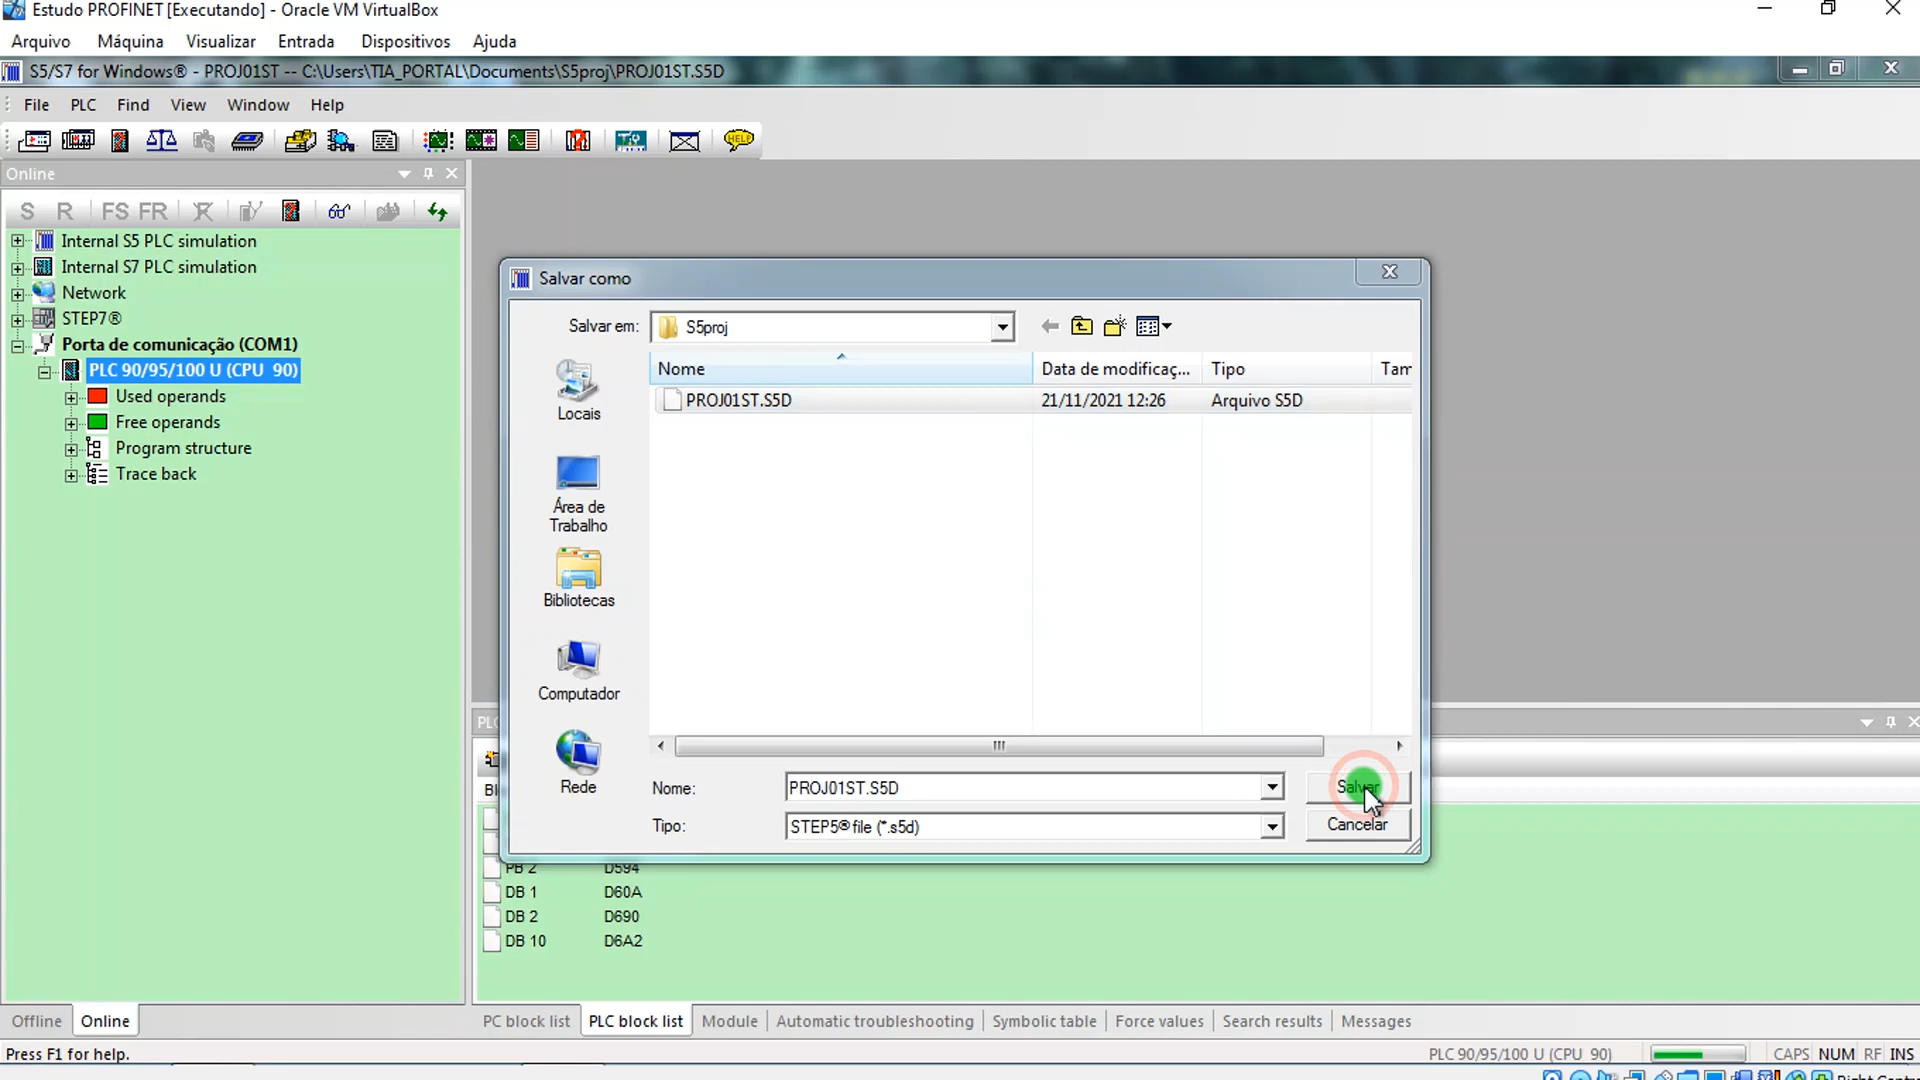 Estudo PROFINET [Executando] - Oracle VM VirtualBox
Arquivo Máquina Visualizar Entrada Dispositivos Ajuda
S5/S7 for Windows® - PROJ01ST -- C:\Users\TIA_PORTAL\Documents\S5proj\PROJ01ST.S5D
File PLC Find View Window Help
HELP
Online
S R FS FR
Internal S5 PLC simulation
Internal S7 PLC simulation
Network
STEP7®
Porta de comunicação (COM1)
PLC 90/95/100 U (CPU 90)
Used operands
Free operands
Program structure
Trace back
Salvar como
Salvar em: S5proj
Nome Data de modificaç... Tipo Tam
PROJ01ST.S5D 21/11/2021 12:26 Arquivo S5D
Locais
Área de
Trabalho
Bibliotecas
Computador
Rede
Nome: PROJ01ST.S5D Salvar
Tipo: STEP5® file (*.s5d) Cancelar
PB 2 D594
DB 1 D60A
DB 2 D690
DB 10 D6A2
Offline Online
PC block list PLC block list Module Automatic troubleshooting Symbolic table Force values Search results Messages
Press F1 for help.
PLC 90/95/100 U (CPU 90) CAPS NUM RF INS